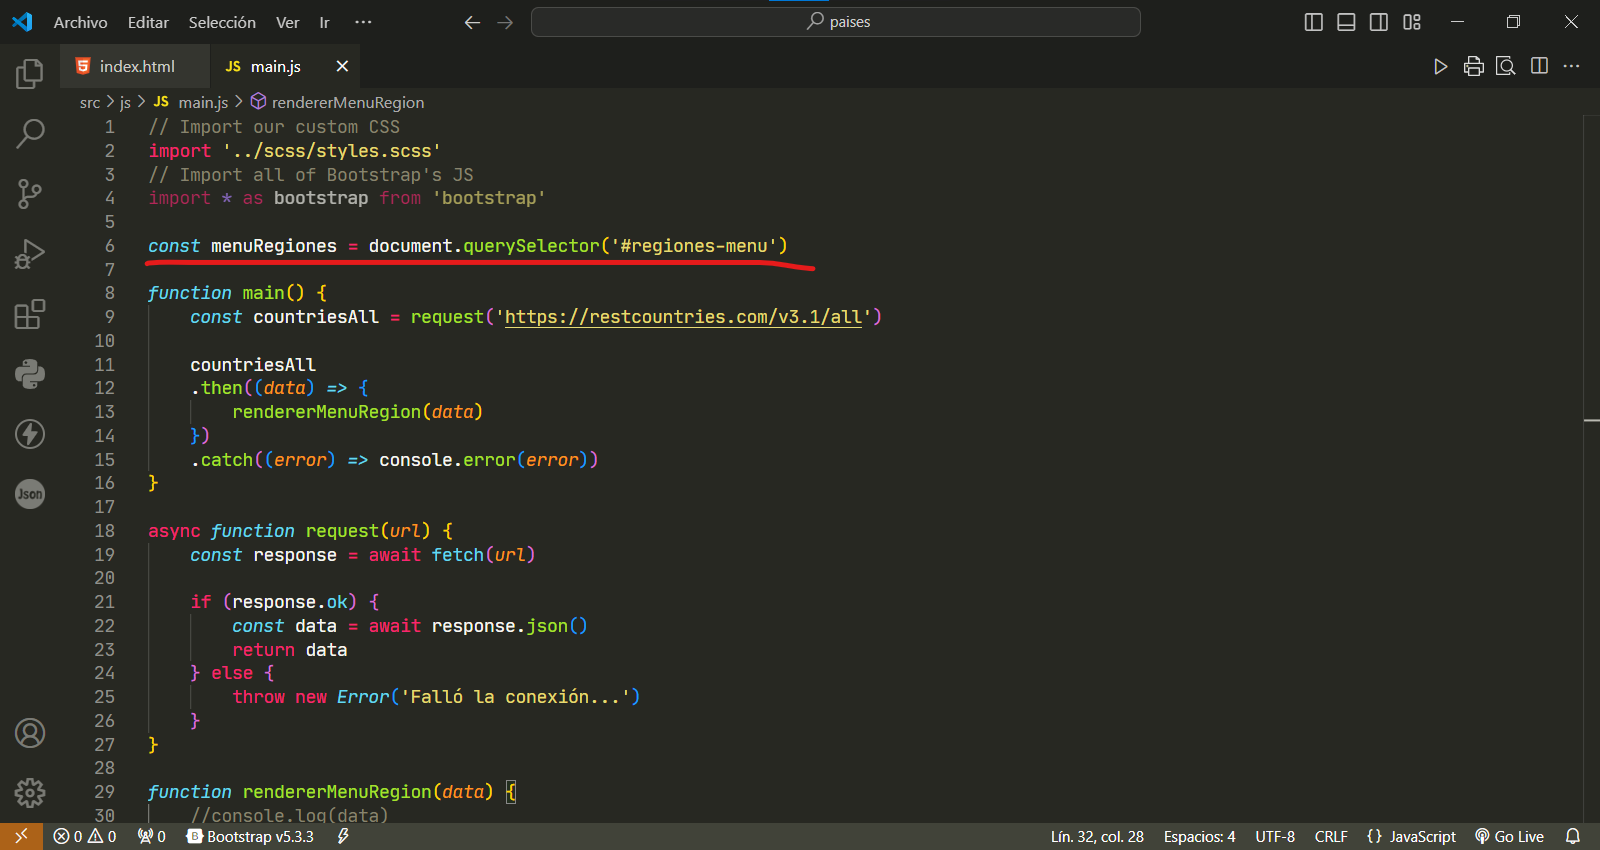 Archivo Editar Selección Ver Ir ··· paises
index.html JS main.js
src > js > JS main.js > rendererMenuRegion
1 // Import our custom CSS
2 import '../scss/styles.scss'
3 // Import all of Bootstrap's JS
4 import * as bootstrap from 'bootstrap'
5
6 const menuRegiones = document.querySelector('#regiones-menu')
7
8 function main() {
9 const countriesAll = request('https://restcountries.com/v3.1/all')
10
11 countriesAll
12 .then((data) => {
13 rendererMenuRegion(data)
14 })
15 .catch((error) => console.error(error))
16 }
17
18 async function request(url) {
19 const response = await fetch(url)
20
21 if (response.ok) {
22 const data = await response.json()
23 return data
24 } else {
25 throw new Error('Falló la conexión...')
26 }
27 }
28
29 function rendererMenuRegion(data) {
30 //console.log(data)
Json
0 0 0 B Bootstrap v5.3.3 Lín. 32, col. 28 Espacios: 4 UTF-8 CRLF {} JavaScript Go Live